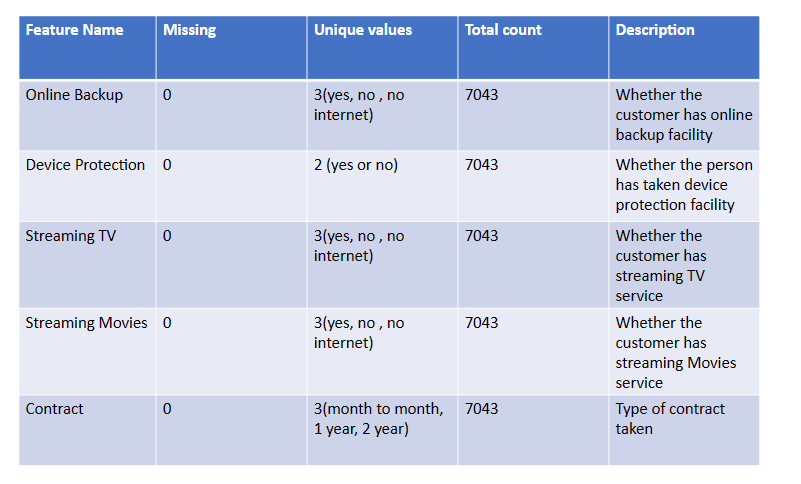 Feature Name Missing Unique values Total count Description
Online Backup 0 3(yes, no , no 7043 Whether the
internet) customer has online
backup facility
Device Protection 0 2 (yes or no) 7043 Whether the person
has taken device
protection facility
Streaming TV 0 3(yes, no , no 7043 Whether the
internet) customer has
streaming TV
service
Streaming Movies 0 3(yes, no , no 7043 Whether the
internet) customer has
streaming Movies
service
Contract 0 3(month to month, 7043 Type of contract
1 year, 2 year) taken